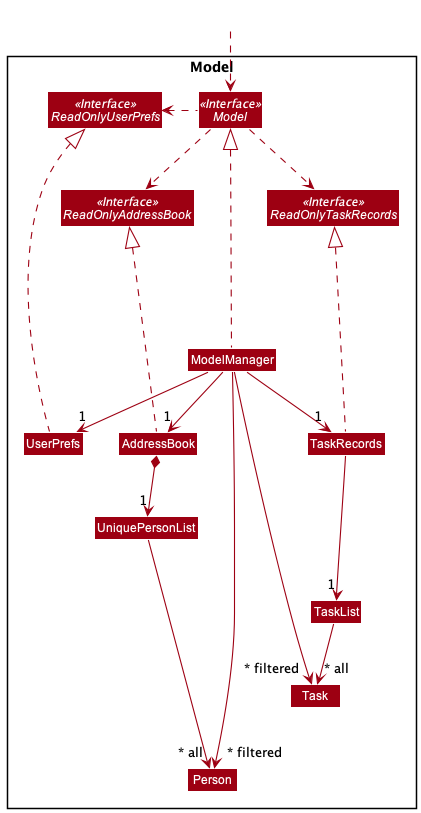 Model
«Interface»
ReadOnlyUserPrefs
«Interface»
Model
«Interface»
ReadOnlyAddressBook
«Interface»
ReadOnlyTaskRecords
ModelManager
1
1
1
UserPrefs
AddressBook
TaskRecords
1
UniquePersonList
1
TaskList
* filtered
* all
Task
* all
* filtered
Person